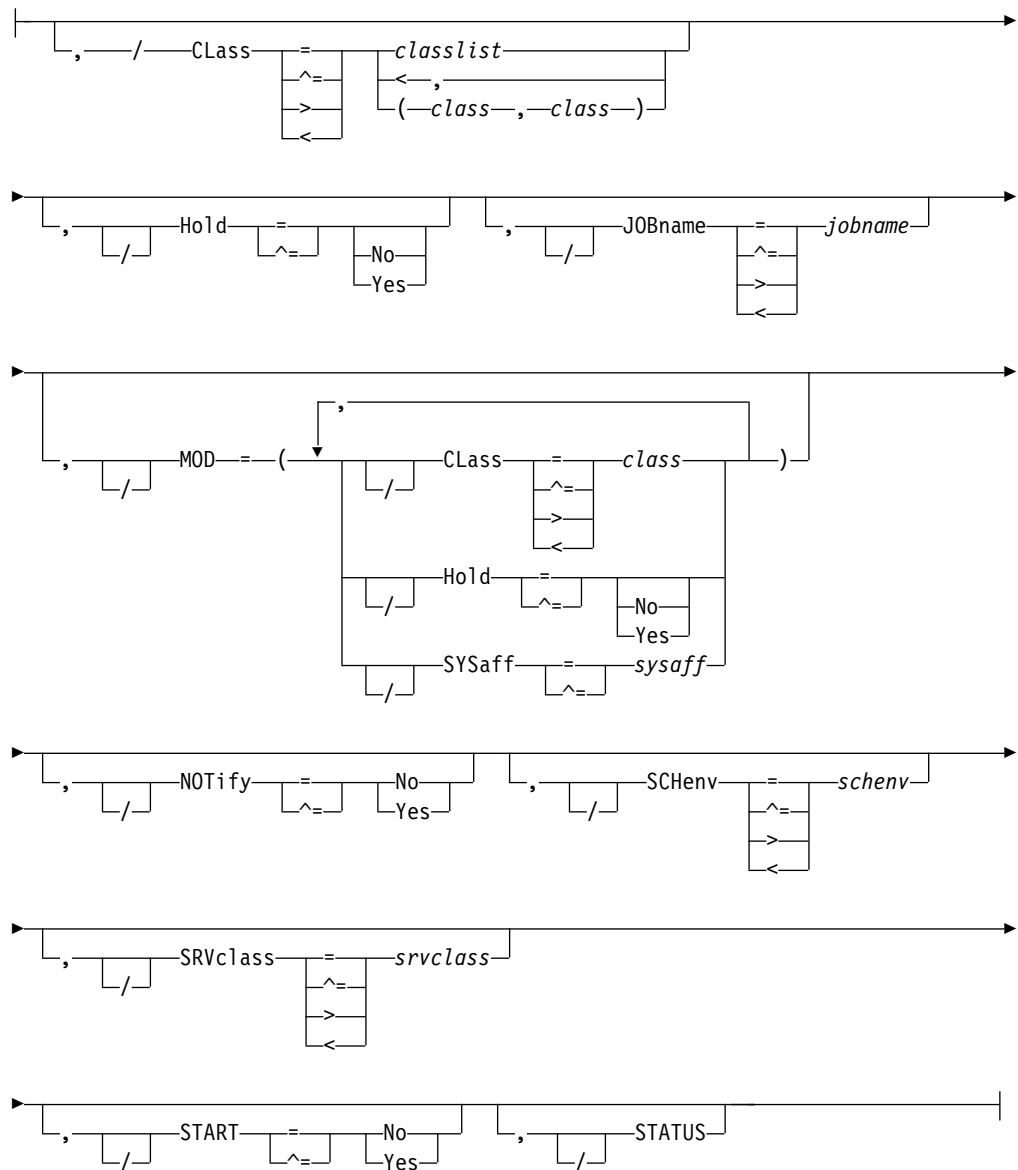 , / CLass = classlist
^= < ,
> ( class , class )
<
, Hold = , JOBname = jobname
/ ^= No / ^=
Yes >
<
,
, MOD = ( CLass = class )
/ / ^=
>
<
Hold =
/ ^= No
Yes
SYSaff = sysaff
/ ^=
, NOTify = No , SCHenv = schenv
/ ^= Yes / ^=
>
<
, SRVclass = srvclass
/ ^=
>
<
, START = No , STATUS
/ ^= Yes /